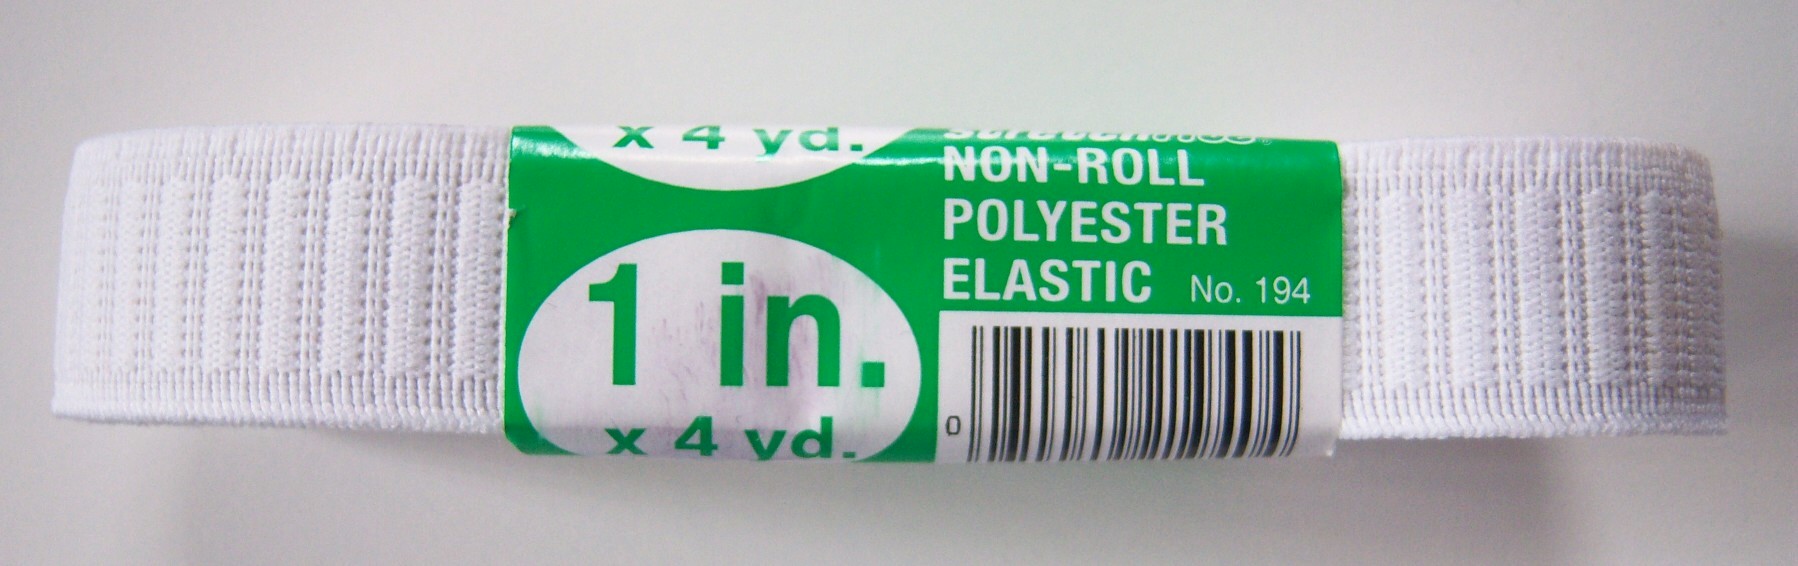 x 4 yd.
NON-ROLL
POLYESTER
ELASTIC No. 194
1 in.
x 4 yd.
0